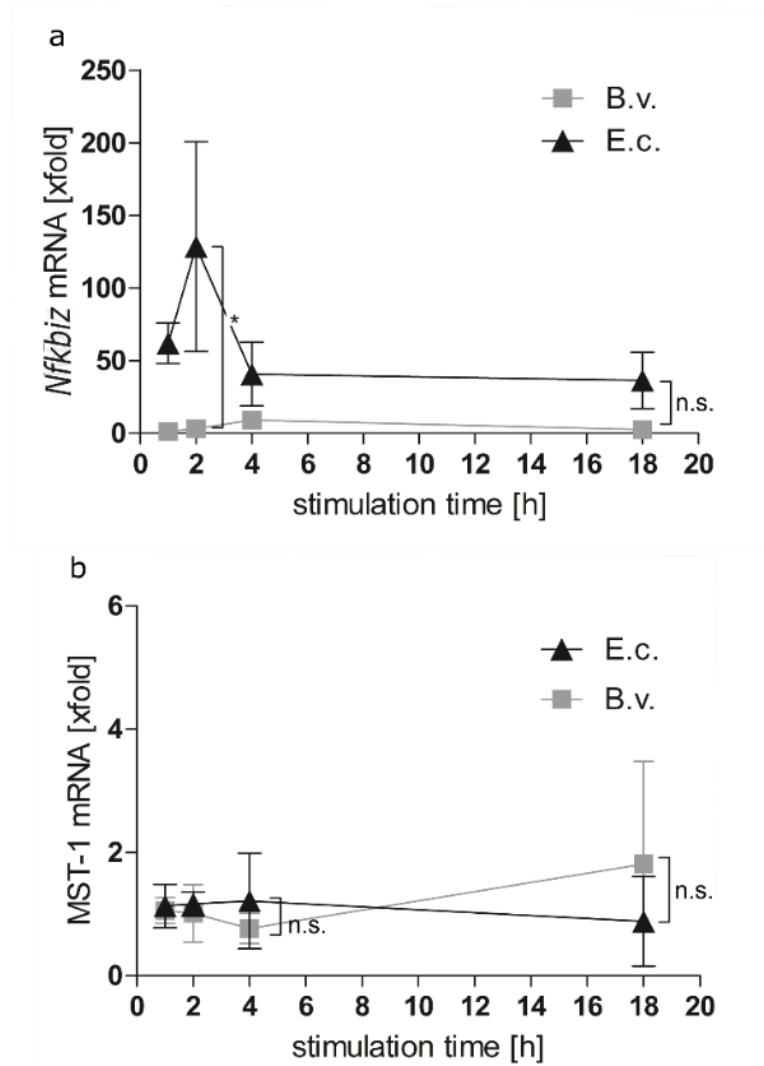 a
250
200
150
100
50
0
Nfkbiz mRNA [xfold]
B.v.
E.c.
*
n.s.
0 2 4 6 8 10 12 14 16 18 20
stimulation time [h]
b
6
4
2
0
MST-1 mRNA [xfold]
E.c.
B.v.
n.s.
n.s.
0 2 4 6 8 10 12 14 16 18 20
stimulation time [h]